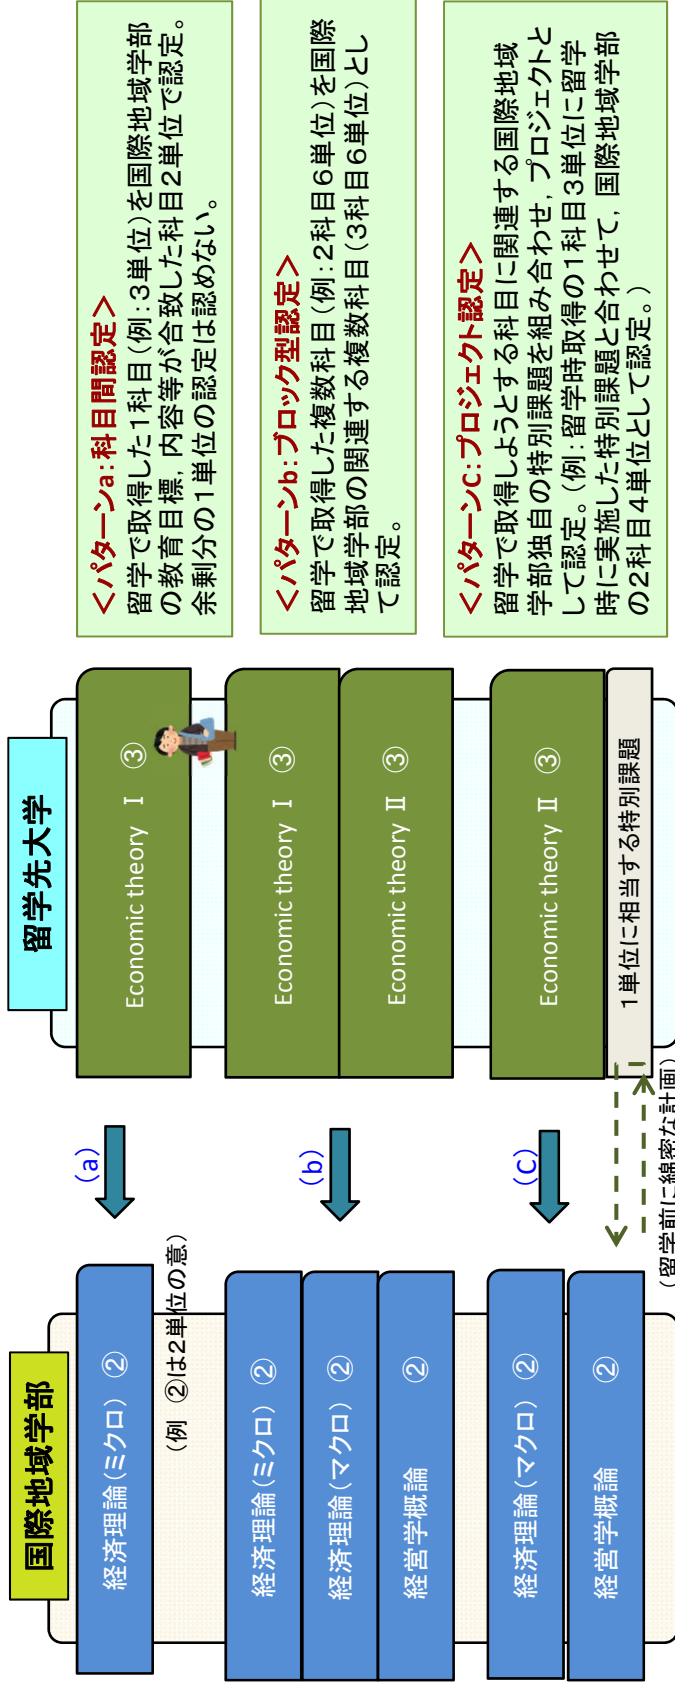 国際地域学部
留学先大学
経済理論(ミクロ) ②
(例 ②は2単位の意)
(a)
Economic theory Ⅰ ③
<パターンa:科目間認定>
留学で取得した1科目(例:3単位)を国際地域学部
の教育目標,内容等が合致した科目2単位で認定。
余剰分の1単位の認定は認めない。
経済理論(ミクロ) ②
経済理論(マクロ) ②
経営学概論 ②
(b)
Economic theory Ⅰ ③
Economic theory Ⅱ ③
<パターンb:ブロック型認定>
留学で取得した複数科目(例:2科目6単位)を国際
地域学部の関連する複数科目(3科目6単位)とし
て認定。
経済理論(マクロ) ②
経営学概論 ②
(C)
Economic theory Ⅱ ③
1単位に相当する特別課題
(留学前に綿密な計画)
<パターンC:プロジェクト認定>
留学で取得しようとする科目に関連する国際地域
学部独自の特別課題を組み合わせ,プロジェクトと
して認定。(例:留学時取得の1科目3単位に留学
時に実施した特別課題と合わせて,国際地域学部
の2科目4単位として認定。)